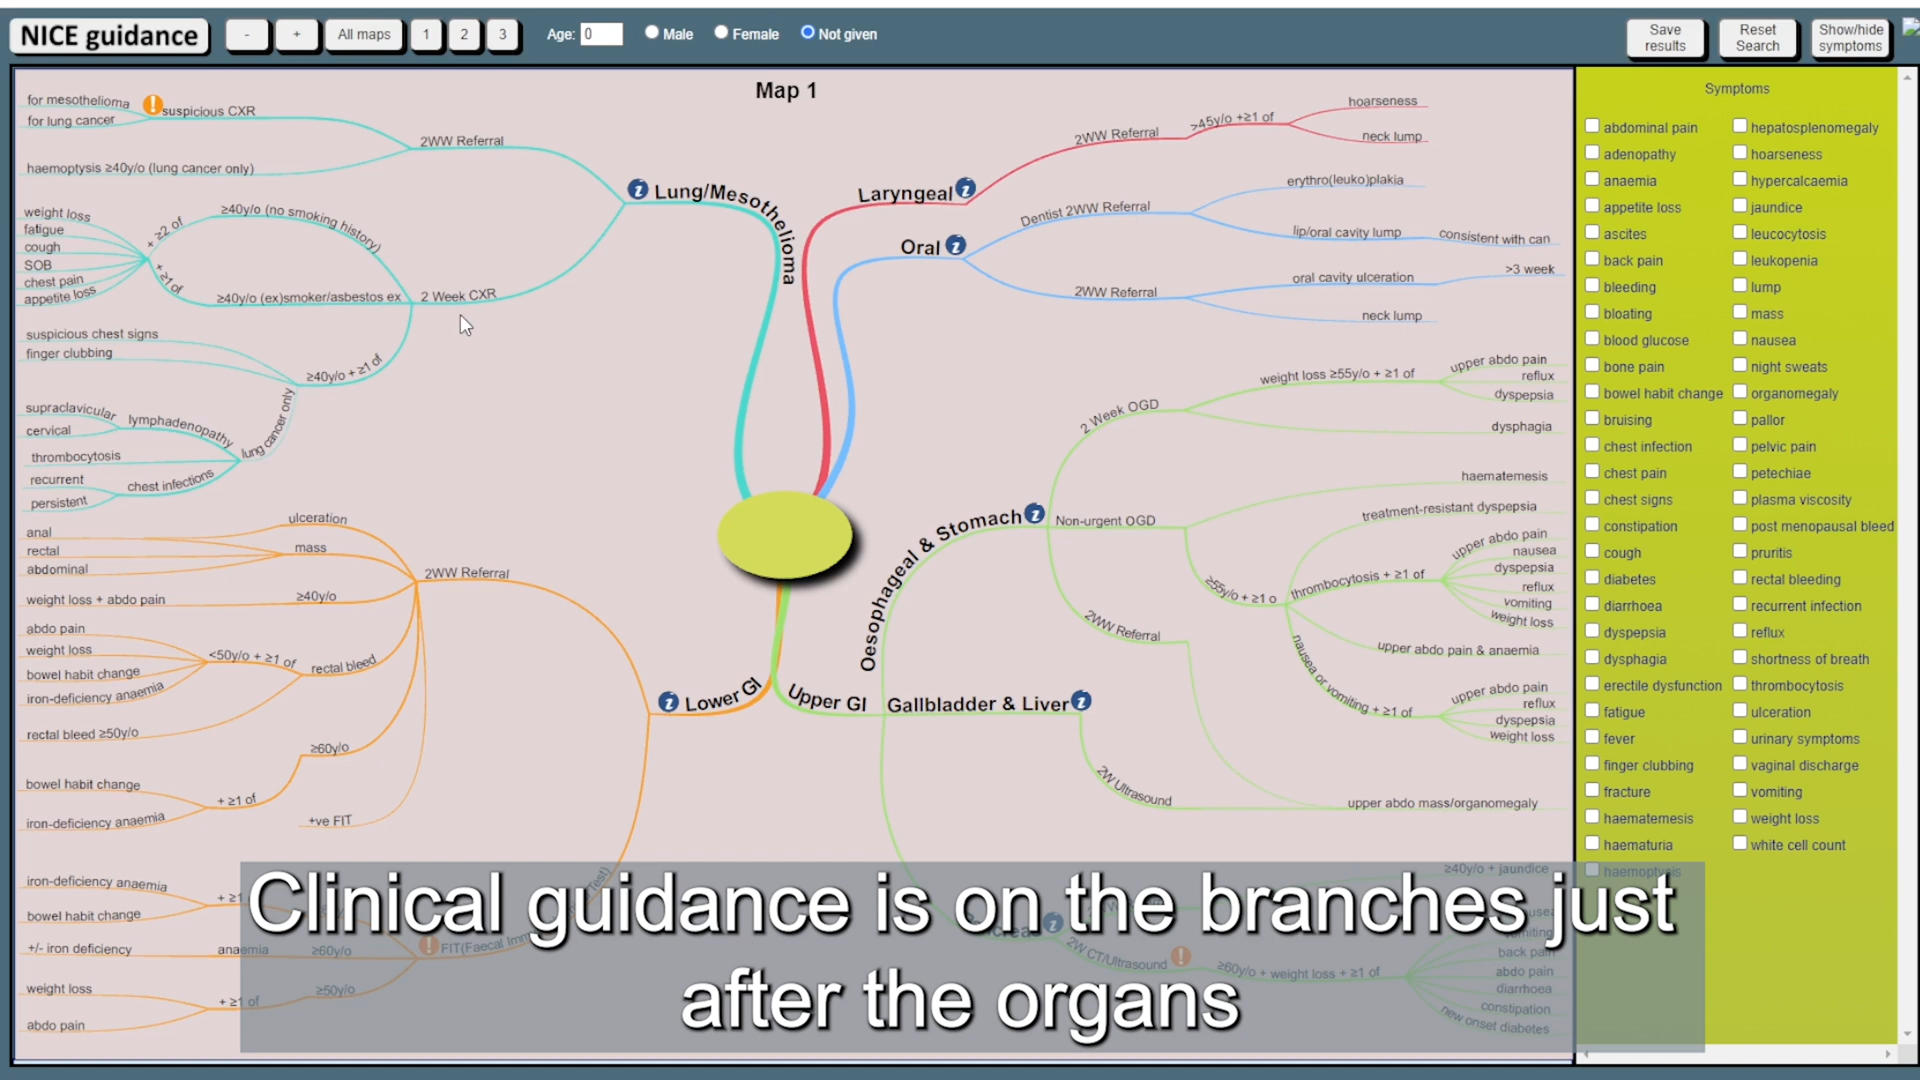 NICE guidance
-
+
All maps
1
2
3
Age: 0
Male
Female
Not given
Save results
Reset Search
Show/hide symptoms
Map 1
for mesothelioma
for lung cancer
suspicious CXR
2WW Referral
haemoptysis ≥40y/o (lung cancer only)
Lung/Mesothelioma
weight loss
fatigue
cough
SOB
chest pain
appetite loss
+ ≥2 of
+ ≥1 of
≥40y/o (no smoking history)
≥40y/o (ex)smoker/asbestos ex
2 Week CXR
suspicious chest signs
finger clubbing
≥40y/o + ≥1 of
supraclavicular
cervical
lymphadenopathy
thrombocytosis
recurrent
persistent
chest infections
lung cancer only
Laryngeal
2WW Referral
>45y/o +≥1 of
hoarseness
neck lump
Oral
Dentist 2WW Referral
erythro(leuko)plakia
lip/oral cavity lump
consistent with can
2WW Referral
oral cavity ulceration
>3 week
neck lump
Oesophageal & Stomach
2 Week OGD
weight loss ≥55y/o + ≥1 of
upper abdo pain
reflux
dyspepsia
dysphagia
Non-urgent OGD
haematemesis
≥55y/o + ≥1 o
treatment-resistant dyspepsia
thrombocytosis + ≥1 of
upper abdo pain
nausea
dyspepsia
reflux
vomiting
weight loss
upper abdo pain & anaemia
nausea or vomiting + ≥1 of
upper abdo pain
reflux
dyspepsia
weight loss
2WW Referral
Upper GI
Gallbladder & Liver
2W Ultrasound
upper abdo mass/organomegaly
Lower GI
2WW Referral
anal
rectal
abdominal
ulceration
mass
weight loss + abdo pain
≥40y/o
abdo pain
weight loss
bowel habit change
iron-deficiency anaemia
<50y/o + ≥1 of
rectal bleed
rectal bleed ≥50y/o
≥60y/o
bowel habit change
iron-deficiency anaemia
+ ≥1 of
+ve FIT
iron-deficiency anaemia
bowel habit change
+ ≥1
+/- iron deficiency
anaemia
≥60y/o
FIT(Faecal Imm
weight loss
abdo pain
+ ≥1 of
≥50y/o
≥40y/o + jaundice
2W CT/Ultrasound
≥60y/o + weight loss + ≥1 of
back pain
abdo pain
diarrhoea
constipation
new onset diabetes
Symptoms
abdominal pain
adenopathy
anaemia
appetite loss
ascites
back pain
bleeding
bloating
blood glucose
bone pain
bowel habit change
bruising
chest infection
chest pain
chest signs
constipation
cough
diabetes
diarrhoea
dyspepsia
dysphagia
erectile dysfunction
fatigue
fever
finger clubbing
fracture
haematemesis
haematuria
haemoptysis
hepatosplenomegaly
hoarseness
hypercalcaemia
jaundice
leucocytosis
leukopenia
lump
mass
nausea
night sweats
organomegaly
pallor
pelvic pain
petechiae
plasma viscosity
post menopausal bleed
pruritis
rectal bleeding
recurrent infection
reflux
shortness of breath
thrombocytosis
ulceration
urinary symptoms
vaginal discharge
vomiting
weight loss
white cell count
Clinical guidance is on the branches just
after the organs